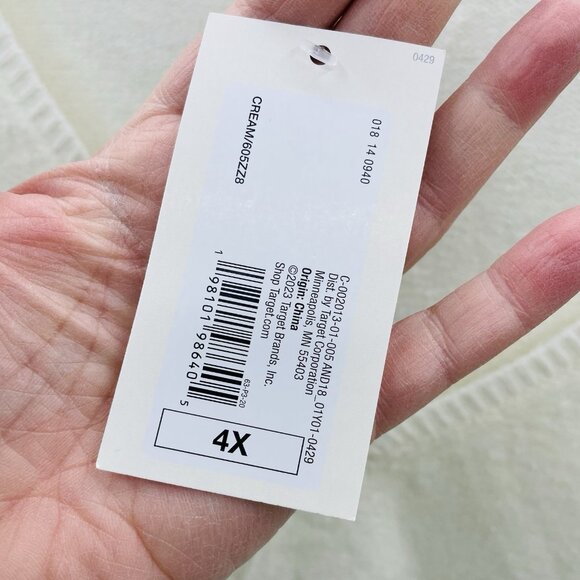 0429
018 14 0940
CREAM/605ZZ8
C-002013-01-005 AND18_01Y01-0429
Dist. by Target Corporation
Minneapolis, MN 55403
Origin: China
©2023 Target Brands, Inc.
Shop Target.com
63-P3-20
1 98101 98640 5
4X